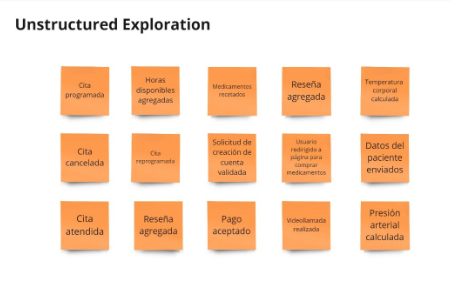 Unstructured Exploration
Cita
programada
Horas
disponibles
agregadas
Medicamentos
recetados
Reseña
agregada
Temperatura
corporal
calculada
Cita
cancelada
Cita
reprogramada
Solicitud de
creación de
cuenta
validada
Usuario
redirigido a
página para
comprar
medicamentos
Datos del
paciente
enviados
Cita
atendida
Reseña
agregada
Pago
aceptado
Videollamada
realizada
Presión
arterial
calculada